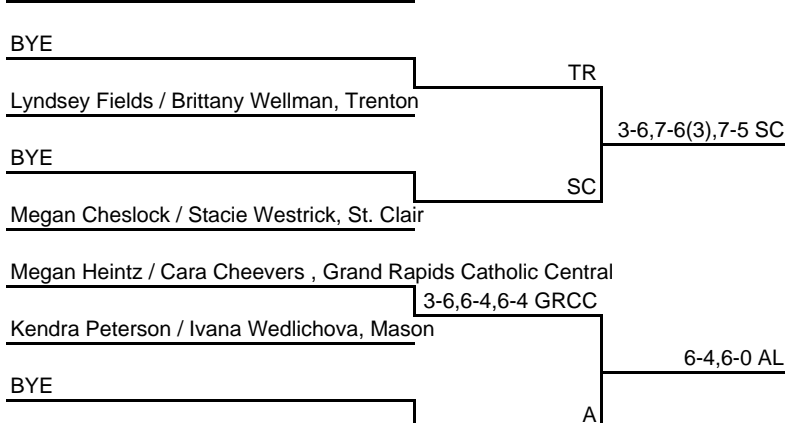 BYE
TR
Lyndsey Fields / Brittany Wellman, Trenton
3-6,7-6(3),7-5 SC
BYE
SC
Megan Cheslock / Stacie Westrick, St. Clair
Megan Heintz / Cara Cheevers , Grand Rapids Catholic Central
3-6,6-4,6-4 GRCC
Kendra Peterson / Ivana Wedlichova, Mason
6-4,6-0 AL
BYE
A